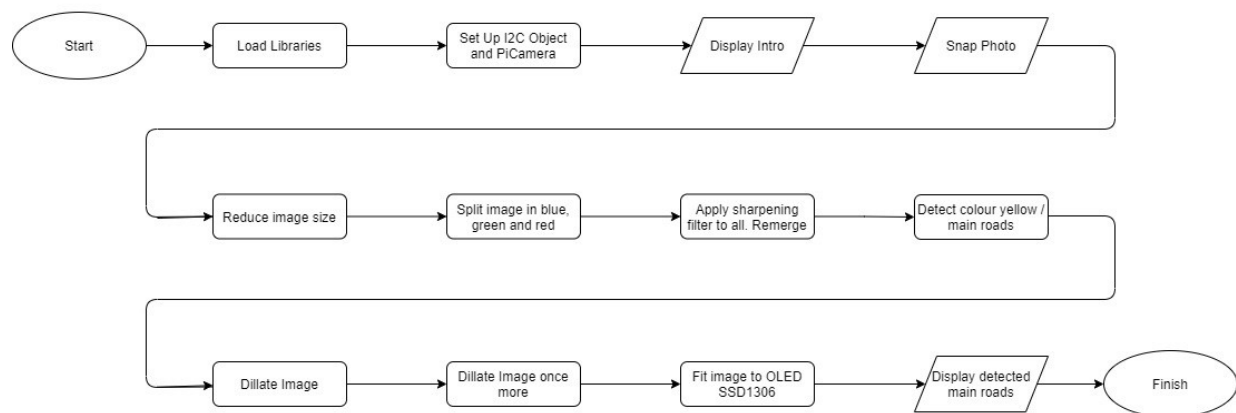 Start
Load Libraries
Set Up I2C Object
and PiCamera
Display Intro
Snap Photo
Reduce image size
Split image in blue,
green and red
Apply sharpening
filter to all. Remerge
Detect colour yellow /
main roads
Dillate Image
Dillate Image once
more
Fit image to OLED
SSD1306
Display detected
main roads
Finish